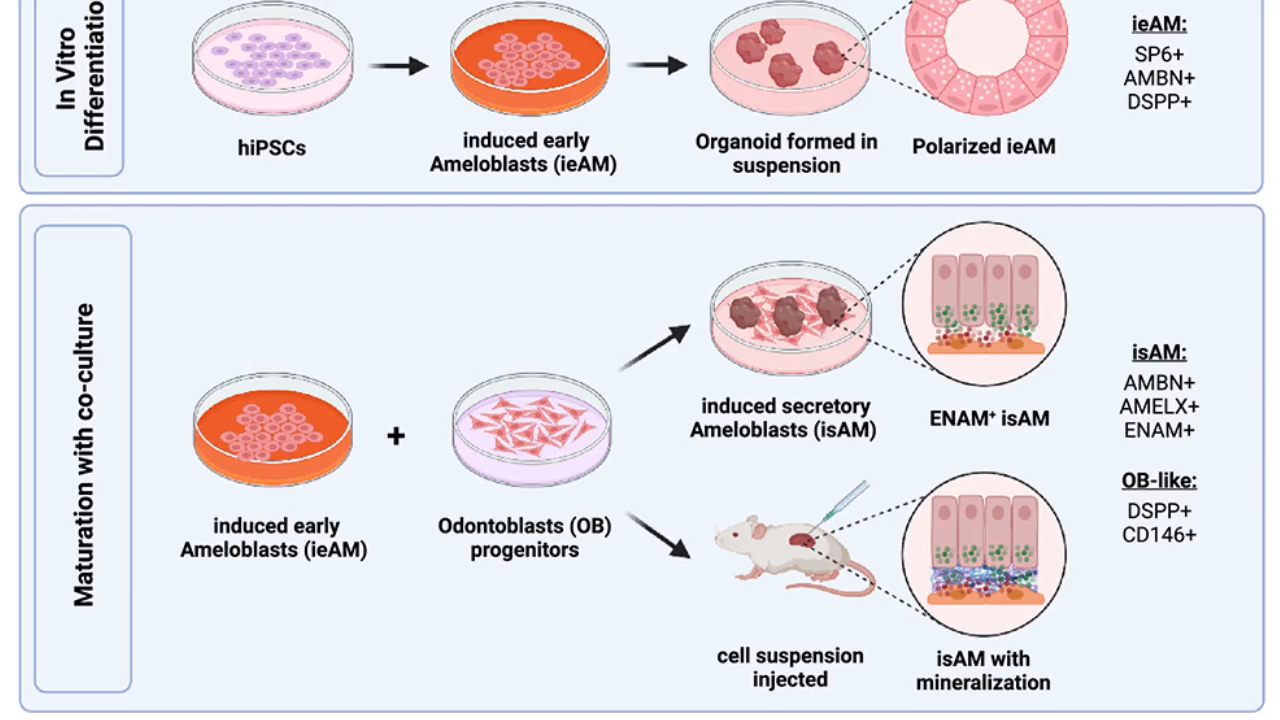 In Vitro
Differentiatio
hiPSCs
induced early
Ameloblasts (ieAM)
Organoid formed in
suspension
Polarized ieAM
ieAM:
SP6+
AMBN+
DSPP+
Maturation with co-culture
induced early
Ameloblasts (ieAM)
+
Odontoblasts (OB)
progenitors
induced secretory
Ameloblasts (isAM)
ENAM⁺ isAM
cell suspension
injected
isAM with
mineralization
isAM:
AMBN+
AMELX+
ENAM+
OB-like:
DSPP+
CD146+